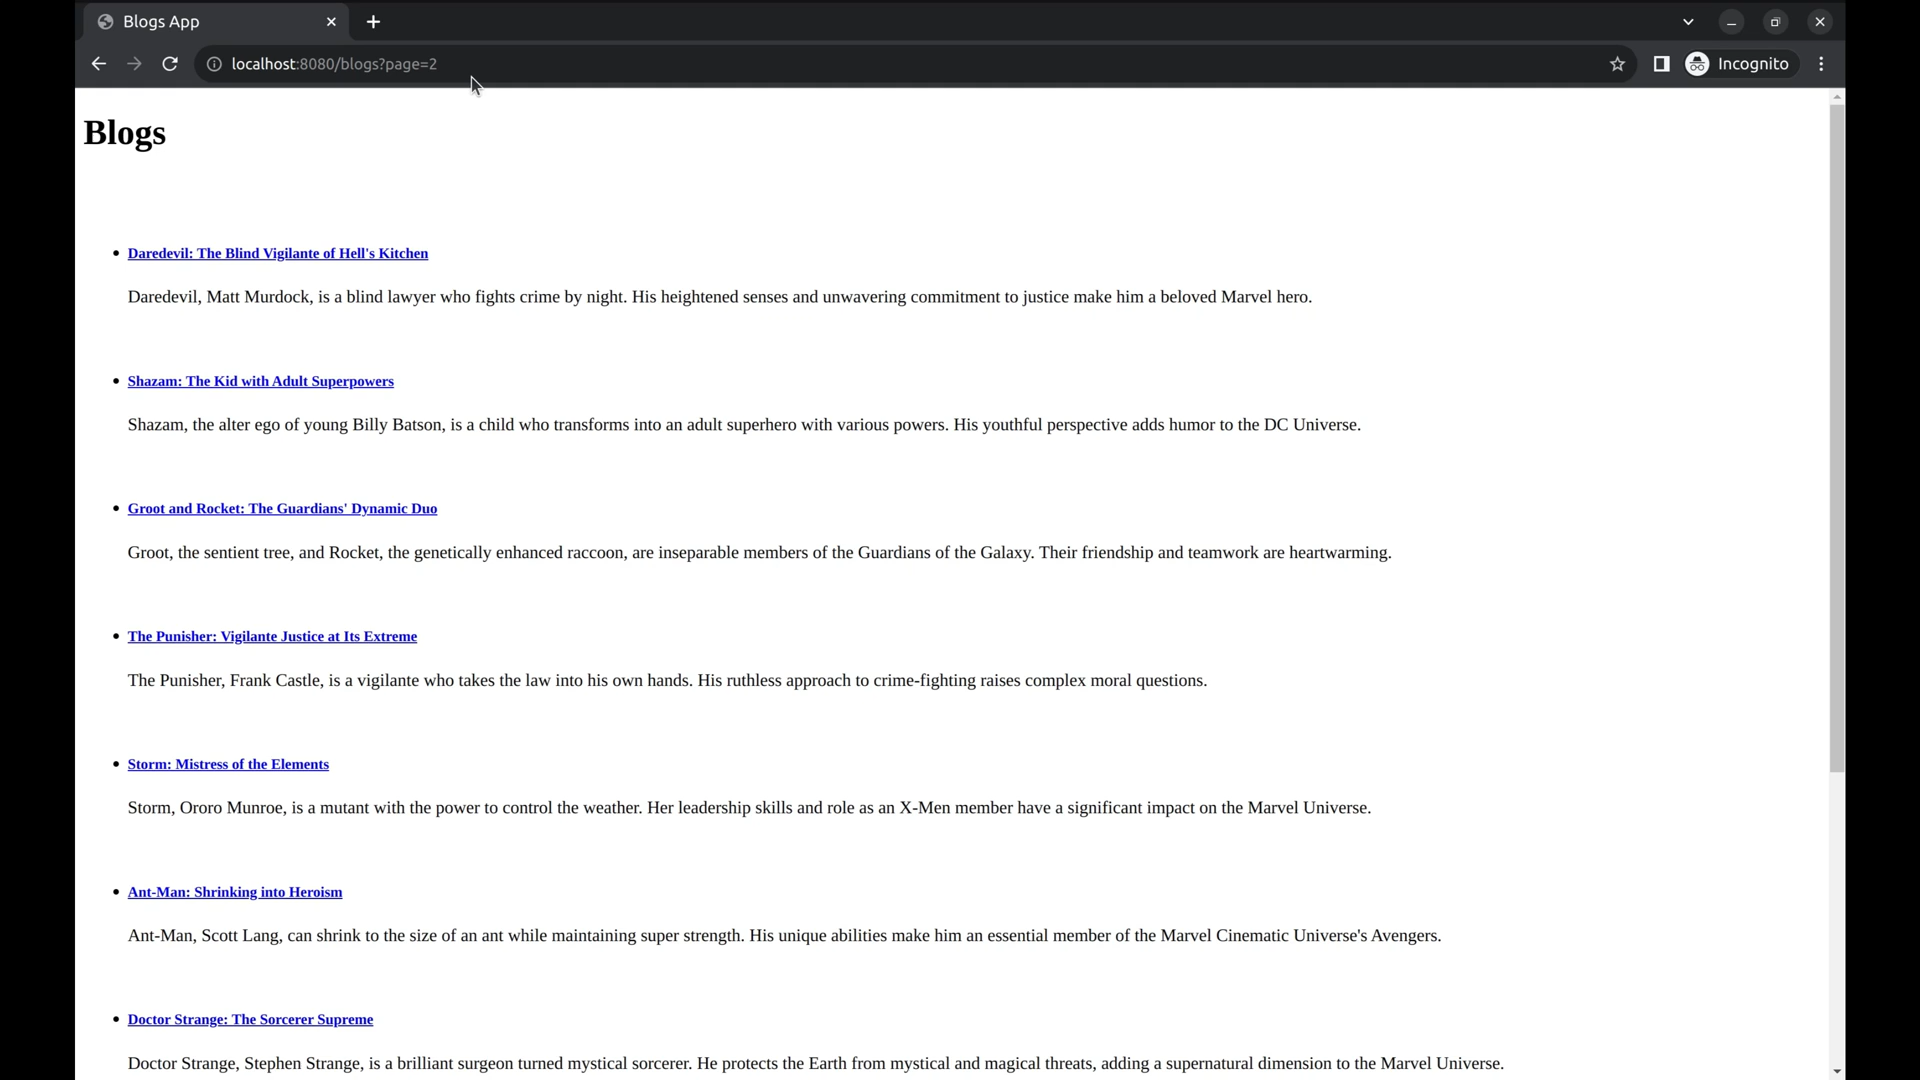 Blogs App
localhost:8080/blogs?page=2
Incognito
Blogs
Daredevil: The Blind Vigilante of Hell's Kitchen
Daredevil, Matt Murdock, is a blind lawyer who fights crime by night. His heightened senses and unwavering commitment to justice make him a beloved Marvel hero.
Shazam: The Kid with Adult Superpowers
Shazam, the alter ego of young Billy Batson, is a child who transforms into an adult superhero with various powers. His youthful perspective adds humor to the DC Universe.
Groot and Rocket: The Guardians' Dynamic Duo
Groot, the sentient tree, and Rocket, the genetically enhanced raccoon, are inseparable members of the Guardians of the Galaxy. Their friendship and teamwork are heartwarming.
The Punisher: Vigilante Justice at Its Extreme
The Punisher, Frank Castle, is a vigilante who takes the law into his own hands. His ruthless approach to crime-fighting raises complex moral questions.
Storm: Mistress of the Elements
Storm, Ororo Munroe, is a mutant with the power to control the weather. Her leadership skills and role as an X-Men member have a significant impact on the Marvel Universe.
Ant-Man: Shrinking into Heroism
Ant-Man, Scott Lang, can shrink to the size of an ant while maintaining super strength. His unique abilities make him an essential member of the Marvel Cinematic Universe's Avengers.
Doctor Strange: The Sorcerer Supreme
Doctor Strange, Stephen Strange, is a brilliant surgeon turned mystical sorcerer. He protects the Earth from mystical and magical threats, adding a supernatural dimension to the Marvel Universe.